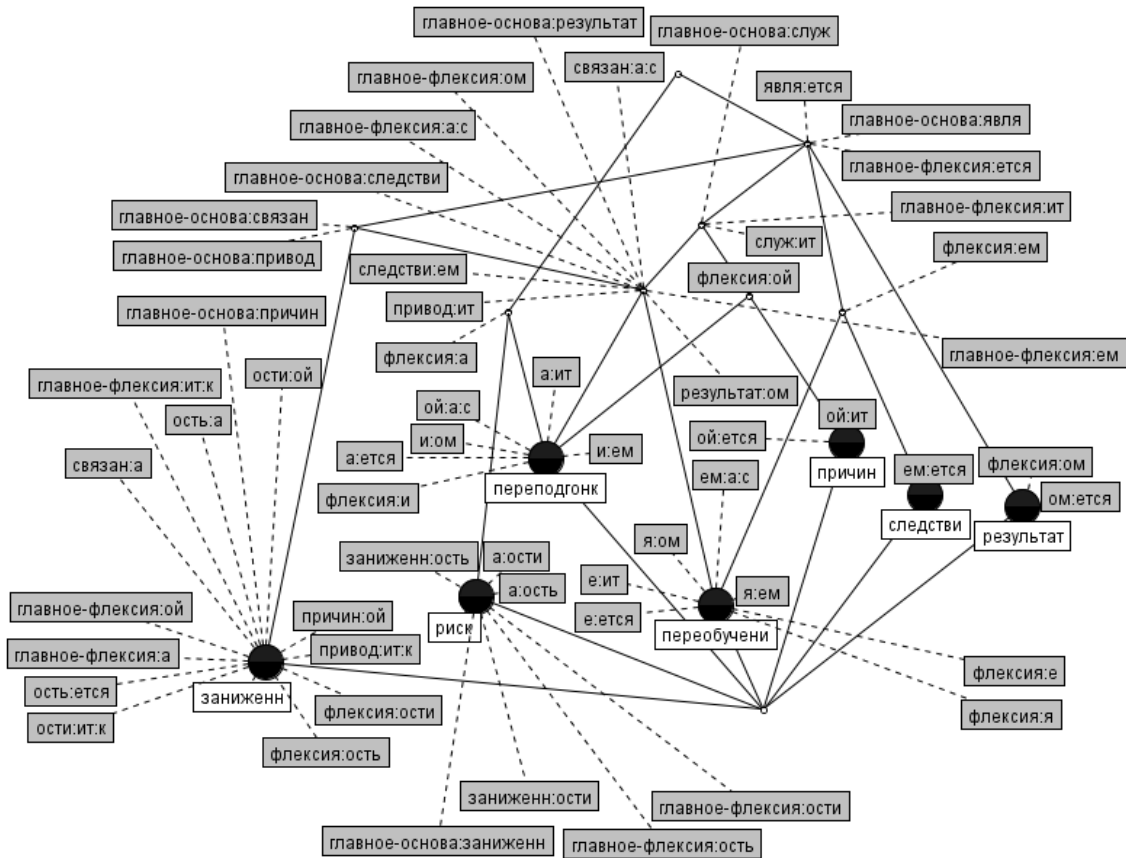 главное-основа:результат
главное-основа:служ
связан:а:с
главное-флексия:ом
явля:ется
главное-основа:явля
главное-флексия:а:с
главное-флексия:ется
главное-основа:следстви
главное-флексия:ит
главное-основа:связан
служ:ит
флексия:ем
главное-основа:привод
следстви:ем
флексия:ой
привод:ит
главное-основа:причин
флексия:а
главное-флексия:ем
ости:ой
а:ит
главное-флексия:ит:к
результат:ом
ость:а
ой:а:с
ой:ит
и:ом
ой:ется
и:ем
а:ется
связан:а
причин
флексия:ом
ем:ется
ем:а:с
переподгонк
флексия:и
ом:ется
следстви
результат
я:ом
а:ости
заниженн:ость
а:ость
е:ит
я:ем
главное-флексия:ой
причин:ой
е:ется
риск
переобучени
главное-флексия:а
привод:ит:к
флексия:е
ость:ется
заниженн
флексия:ости
флексия:я
ости:ит:к
флексия:ость
заниженн:ости
главное-флексия:ости
главное-основа:заниженн
главное-флексия:ость